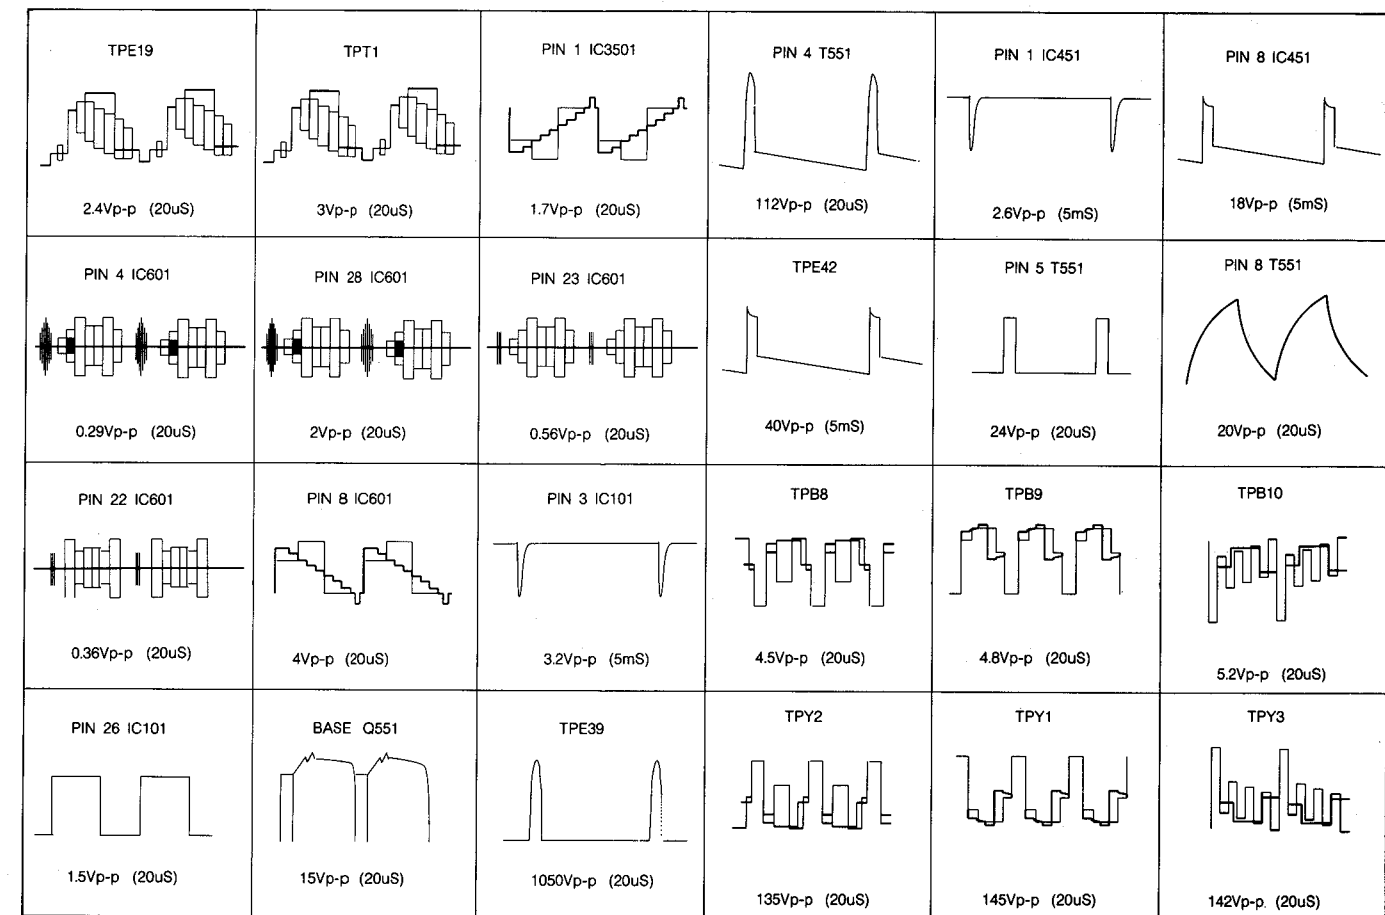 TPE19
2.4Vp-p (20uS)
TPT1
3Vp-p (20uS)
PIN 1 IC3501
1.7Vp-p (20uS)
PIN 4 T551
112Vp-p (20uS)
PIN 1 IC451
2.6Vp-p (5mS)
PIN 8 IC451
18Vp-p (5mS)
PIN 4 IC601
0.29Vp-p (20uS)
PIN 28 IC601
2Vp-p (20uS)
PIN 23 IC601
0.56Vp-p (20uS)
TPE42
40Vp-p (5mS)
PIN 5 T551
24Vp-p (20uS)
PIN 8 T551
20Vp-p (20uS)
PIN 22 IC601
0.36Vp-p (20uS)
PIN 8 IC601
4Vp-p (20uS)
PIN 3 IC101
3.2Vp-p (5mS)
TPB8
4.5Vp-p (20uS)
TPB9
4.8Vp-p (20uS)
TPB10
5.2Vp-p (20uS)
PIN 26 IC101
1.5Vp-p (20uS)
BASE Q551
15Vp-p (20uS)
TPE39
1050Vp-p (20uS)
TPY2
135Vp-p (20uS)
TPY1
145Vp-p (20uS)
TPY3
142Vp-p. (20uS)